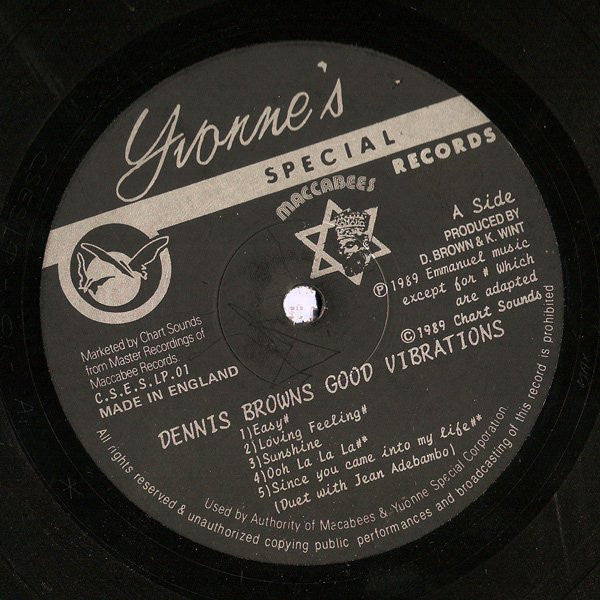 Yvonne's
SPECIAL
RECORDS
MACCABEES
A Side
PRODUCED BY
D. BROWN & K. WINT
℗ 1989 Emmanuel music
except for # Which
are adapted
© 1989 Chart Sounds
Marketed by Chart Sounds
from Master Recordings of
Maccabee Records
C.S.E.S.LP.01
MADE IN ENGLAND
DENNIS BROWNS GOOD VIBRATIONS
1)Easy#
2)Loving Feeling#
3)Sunshine
4)Ooh La La La#*
5)Since you came into my life#*
(Duet with Jean Adebambo)
Used by Authority of Macabees & Yvonne Special Corporation
All rights reserved & unauthorized copying public performances and broadcasting of this record is prohibited